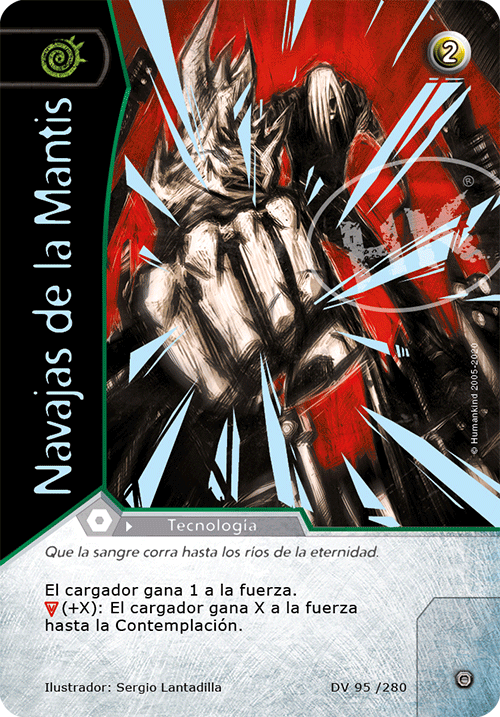 2
Navajas de la Mantis
HK®
© Humankind 2005-2020
Tecnología
Que la sangre corra hasta los ríos de la eternidad.
El cargador gana 1 a la fuerza.
(+X): El cargador gana X a la fuerza
hasta la Contemplación.
Ilustrador: Sergio Lantadilla
DV 95 /280